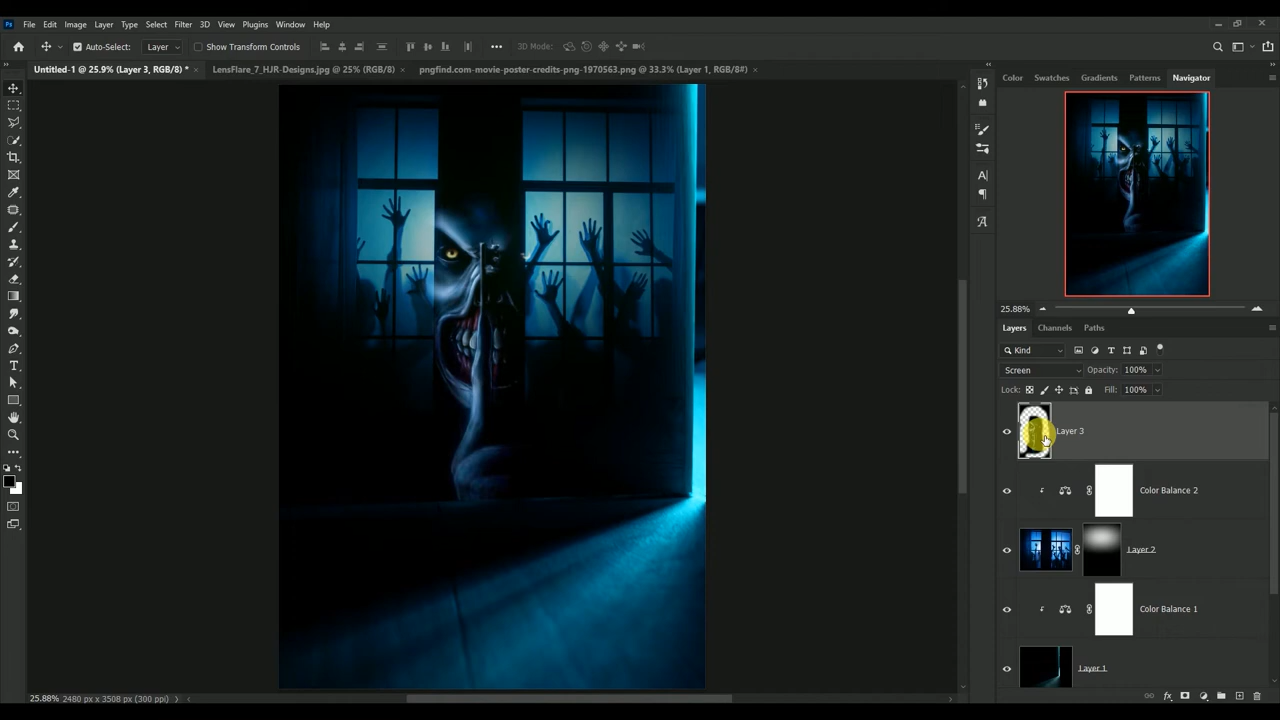 Ps File Edit Image Layer Type Select Filter 3D View Plugins Window Help
Auto-Select: Layer Show Transform Controls 3D Mode:
Untitled-1 @ 25.9% (Layer 3, RGB/8) * × LensFlare_7_HJR-Designs.jpg @ 25% (RGB/8) × pngfind.com-movie-poster-credits-png-1970563.png @ 33.3% (Layer 1, RGB/8#) ×
Color Swatches Gradients Patterns Navigator
25.88%
Layers Channels Paths
Kind
Screen Opacity: 100%
Lock: Fill: 100%
Layer 3
Color Balance 2
Layer 2
Color Balance 1
Layer 1
25.88% 2480 px x 3508 px (300 ppi)